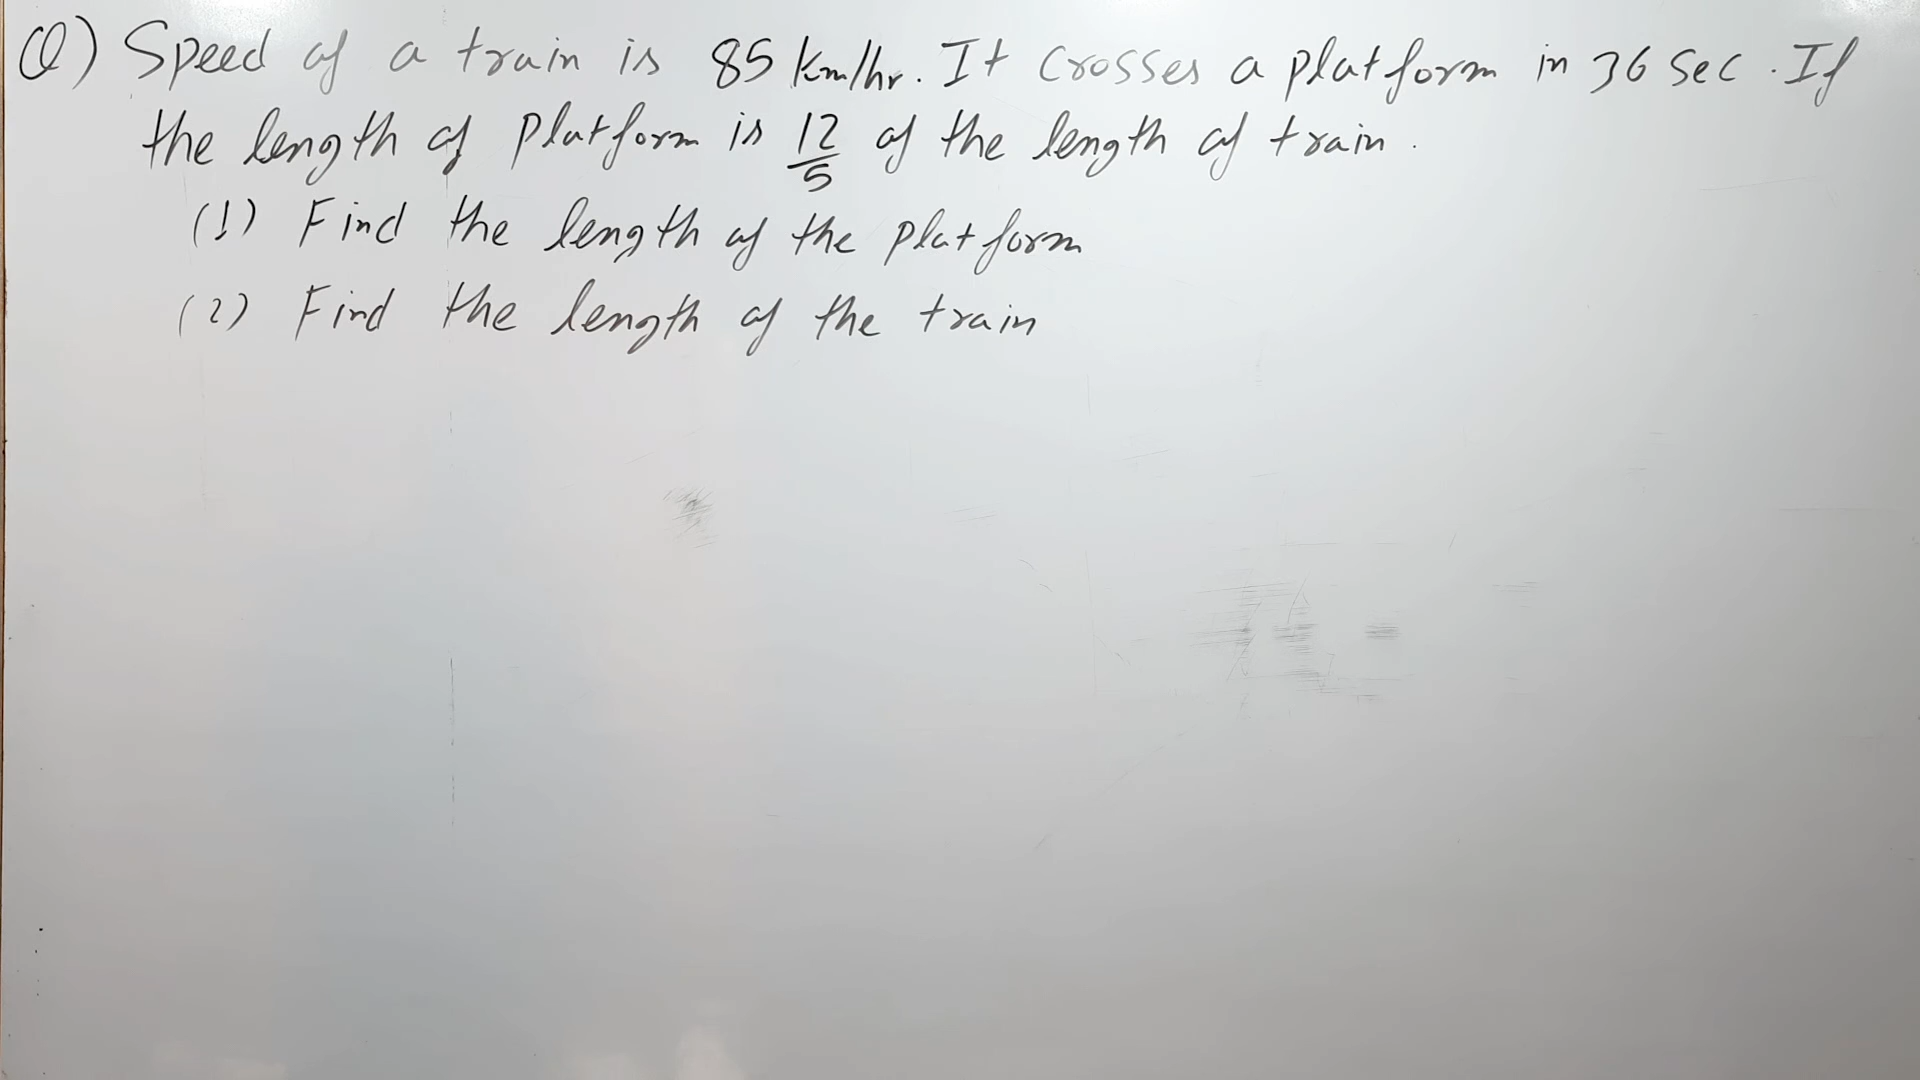 Q) Speed of a train is 85 km/hr. It crosses a platform in 36 sec. If
the length of platform is 12/5 of the length of train.
(1) Find the length of the platform
(2) Find the length of the train